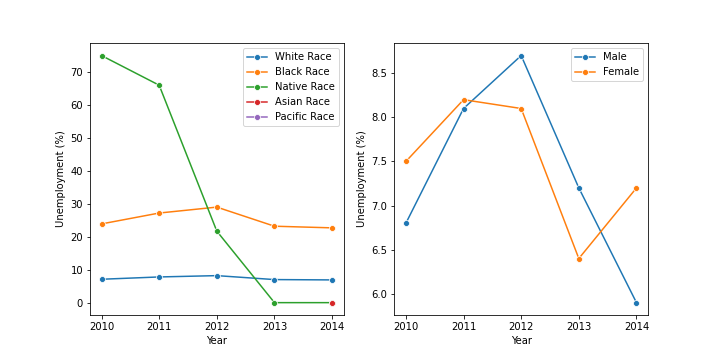 Unemployment (%)
70
60
50
40
30
20
10
0
2010 2011 2012 2013 2014
Year
White Race
Black Race
Native Race
Asian Race
Pacific Race
Unemployment (%)
8.5
8.0
7.5
7.0
6.5
6.0
2010 2011 2012 2013 2014
Year
Male
Female